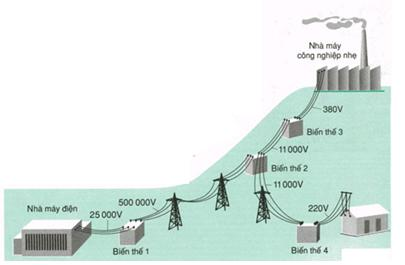 Nhà máy
công nghiệp nhẹ
380V
Biến thế 3
11 000V
Biến thế 2
11 000V
500 000V
220V
Nhà máy điện
25 000V
Biến thế 1
Biến thế 4